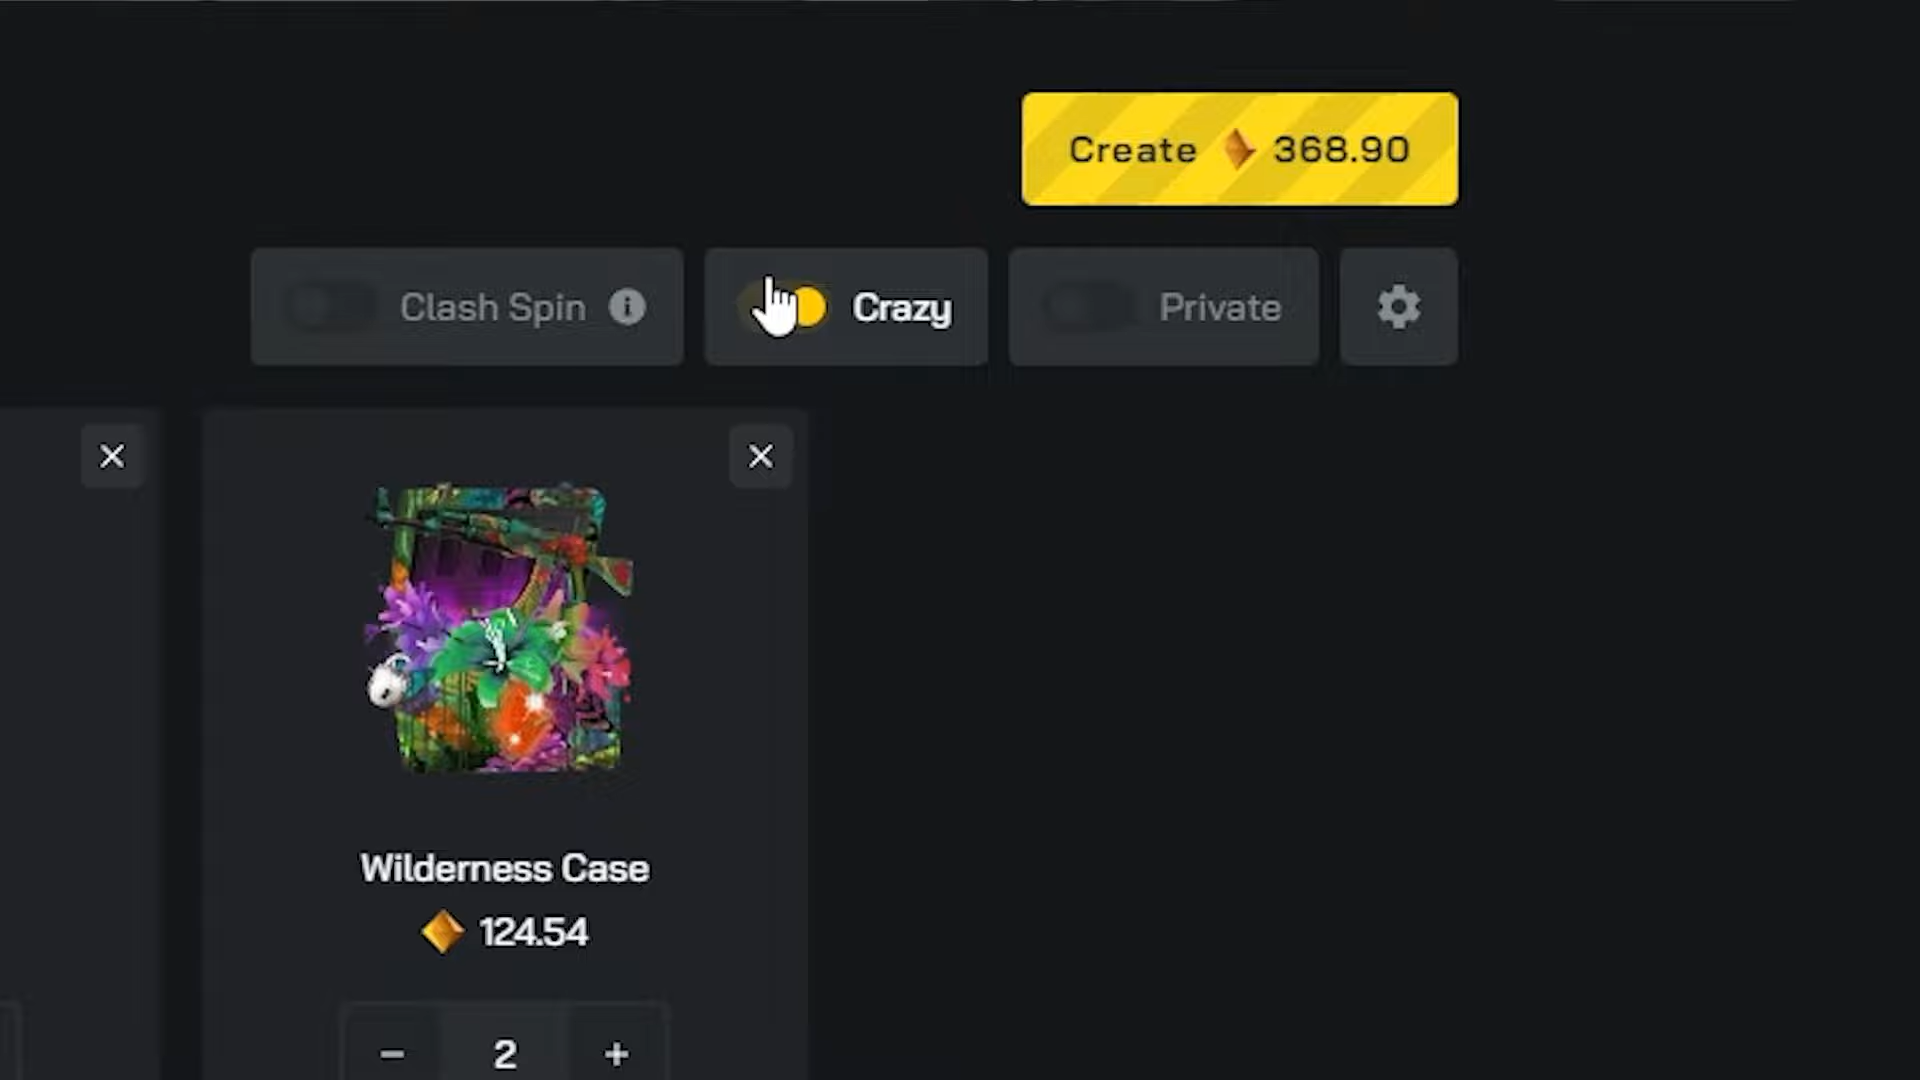 Create 368.90
Clash Spin
Crazy
Private
Wilderness Case
124.54
2